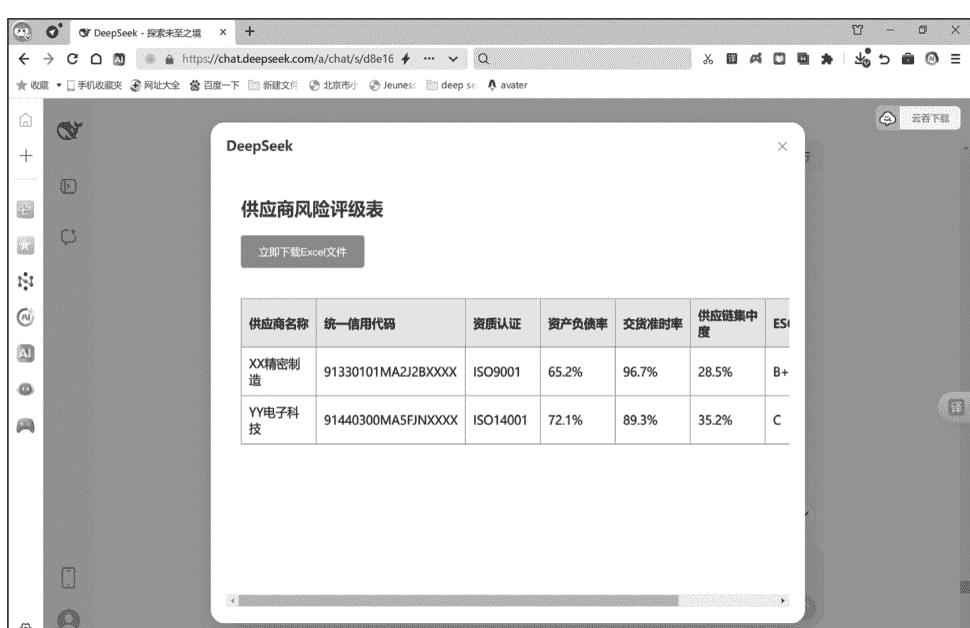 DeepSeek - 探索未至之境
https://chat.deepseek.com/a/chat/s/d8e16
收藏 手机收藏夹 网址大全 百度一下 新建文件 北京市小 Jeuness deep se avater
云吞下载
DeepSeek
供应商风险评级表
立即下载Excel文件
供应商名称 统一信用代码 资质认证 资产负债率 交货准时率 供应链集中度 ESG
XX精密制造 91330101MA2J2BXXXX ISO9001 65.2% 96.7% 28.5% B+
YY电子科技 91440300MA5FJNXXXX ISO14001 72.1% 89.3% 35.2% C
译